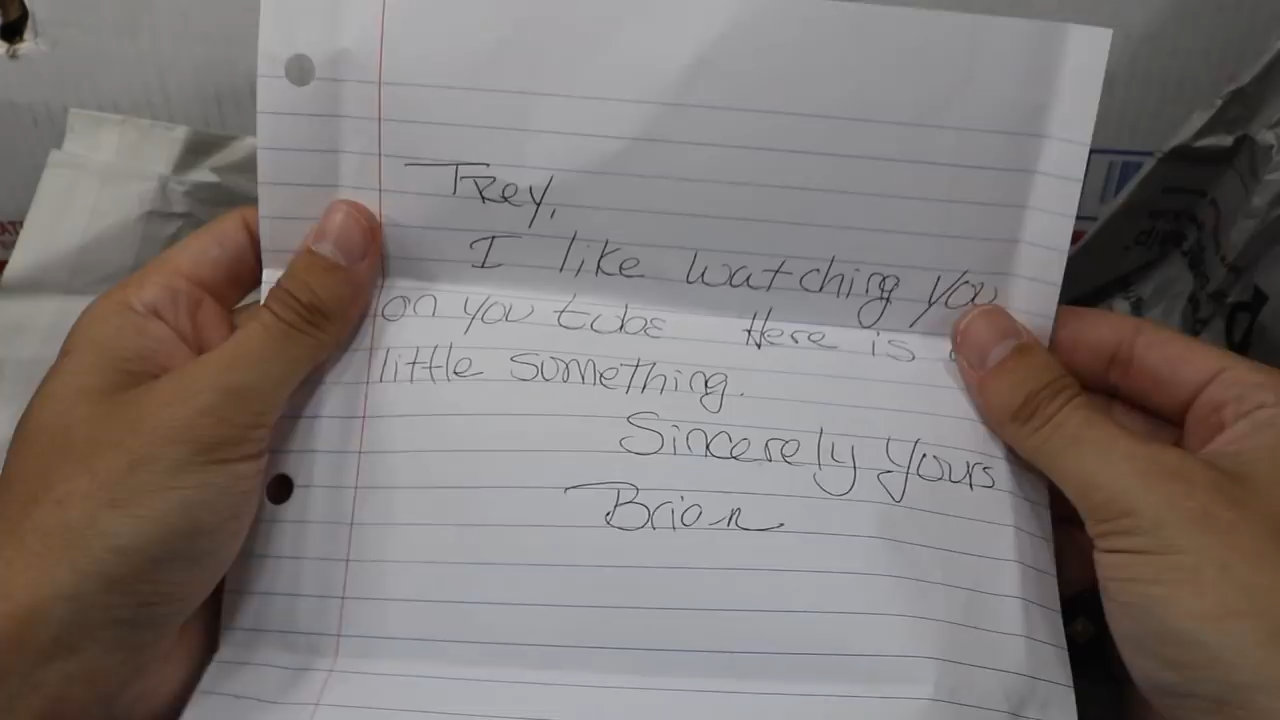 Trey,
I like watching you
on you tube Here is a
little something.
Sincerely yours
Brian